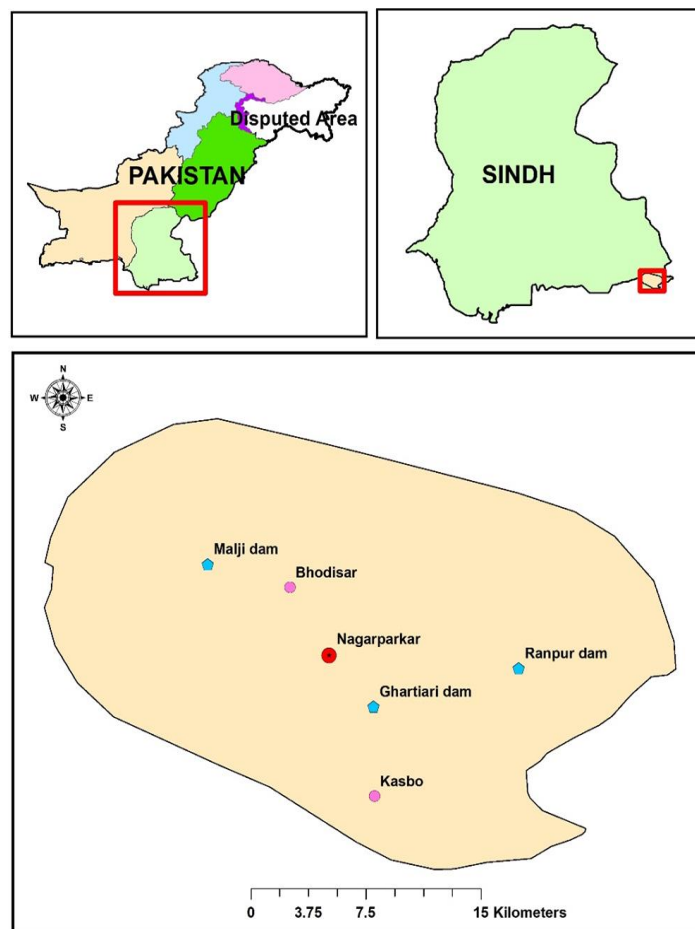 Disputed Area
PAKISTAN
SINDH
N
W E
S
Malji dam
Bhodisar
Nagarparkar
Ranpur dam
Ghartiari dam
Kasbo
0 3.75 7.5 15 Kilometers